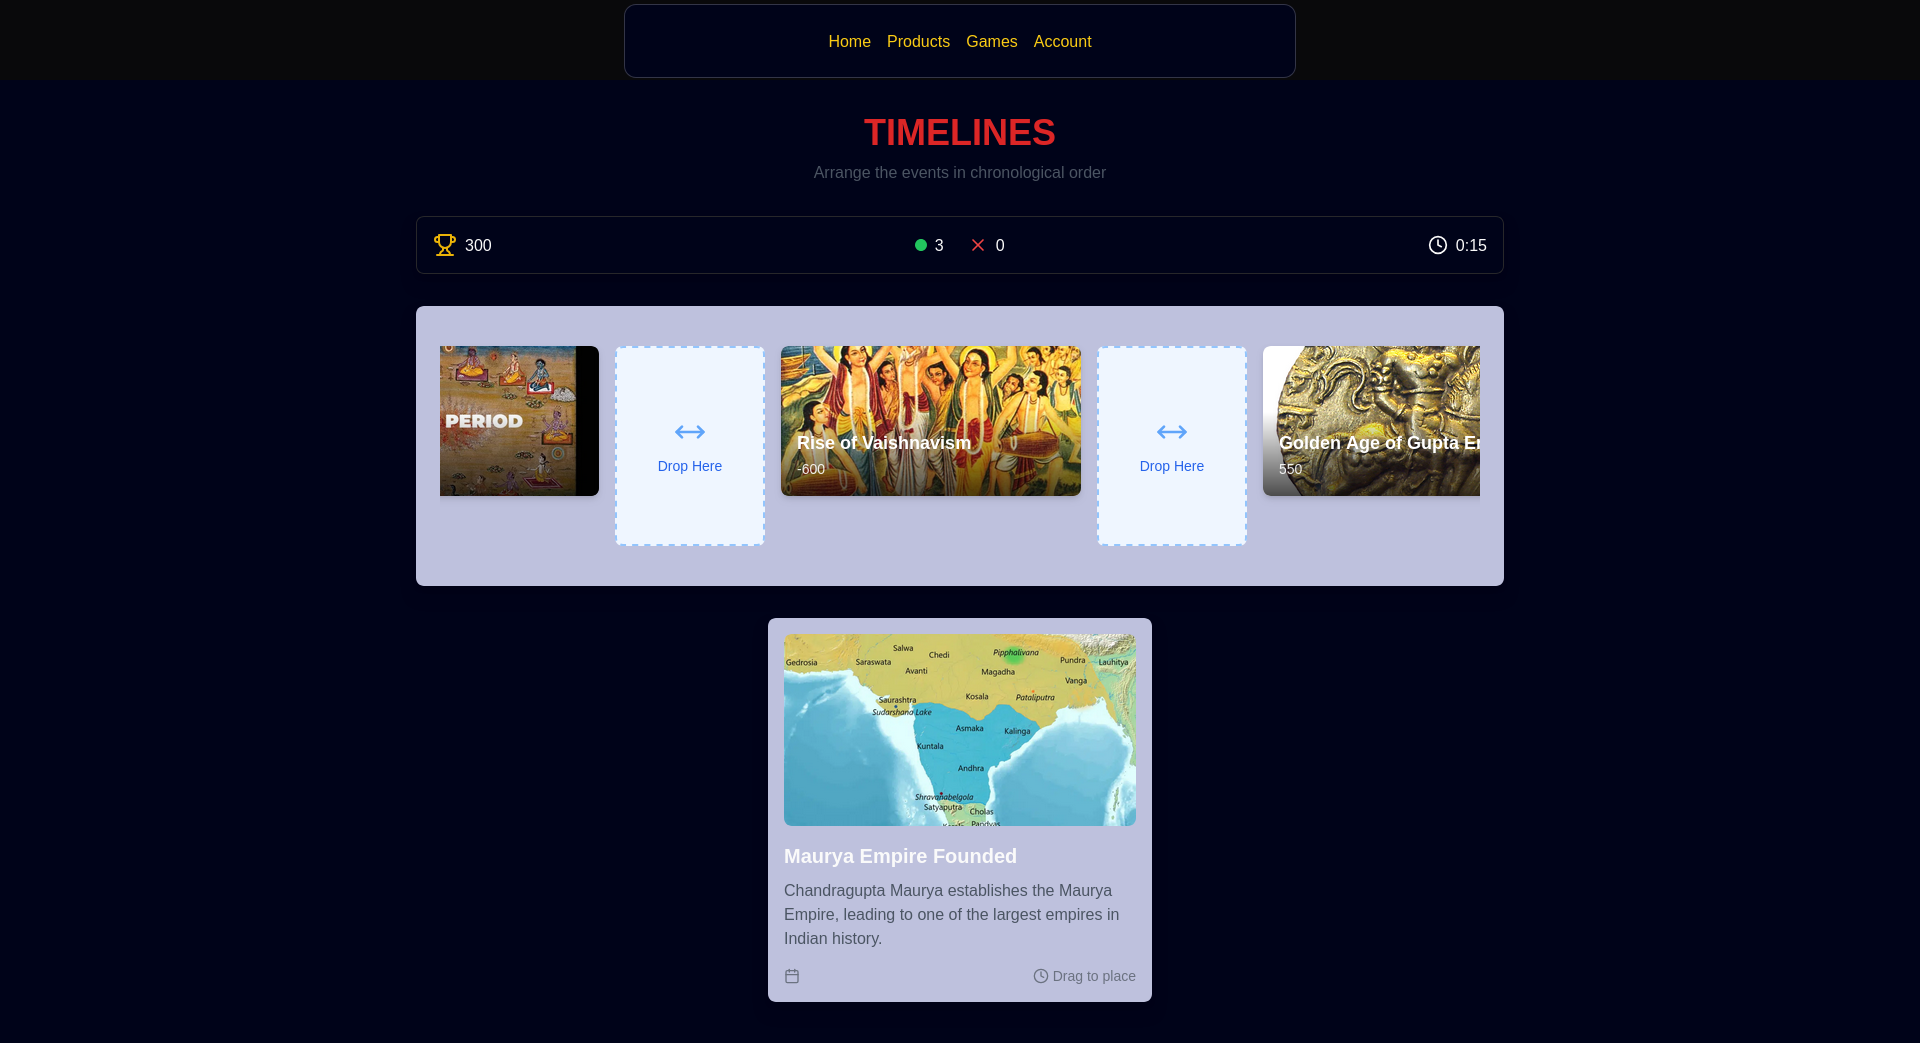 Home Products Games Account
TIMELINES
Arrange the events in chronological order
300
3
0
0:15
PERIOD
Drop Here
Rise of Vaishnavism
-600
Drop Here
Golden Age of Gupta
550
Salwa
Chedi
Pipphalivana
Gedrosia
Saraswata
Pundra
Lauhitya
Avanti
Magadha
Vanga
Saurashtra
Kosala
Pataliputra
Sudarshana Lake
Asmaka
Kalinga
Kuntala
Andhra
Shravanabelgola
Satyaputra
Cholas
Pandyas
Maurya Empire Founded
Chandragupta Maurya establishes the Maurya
Empire, leading to one of the largest empires in
Indian history.
Drag to place